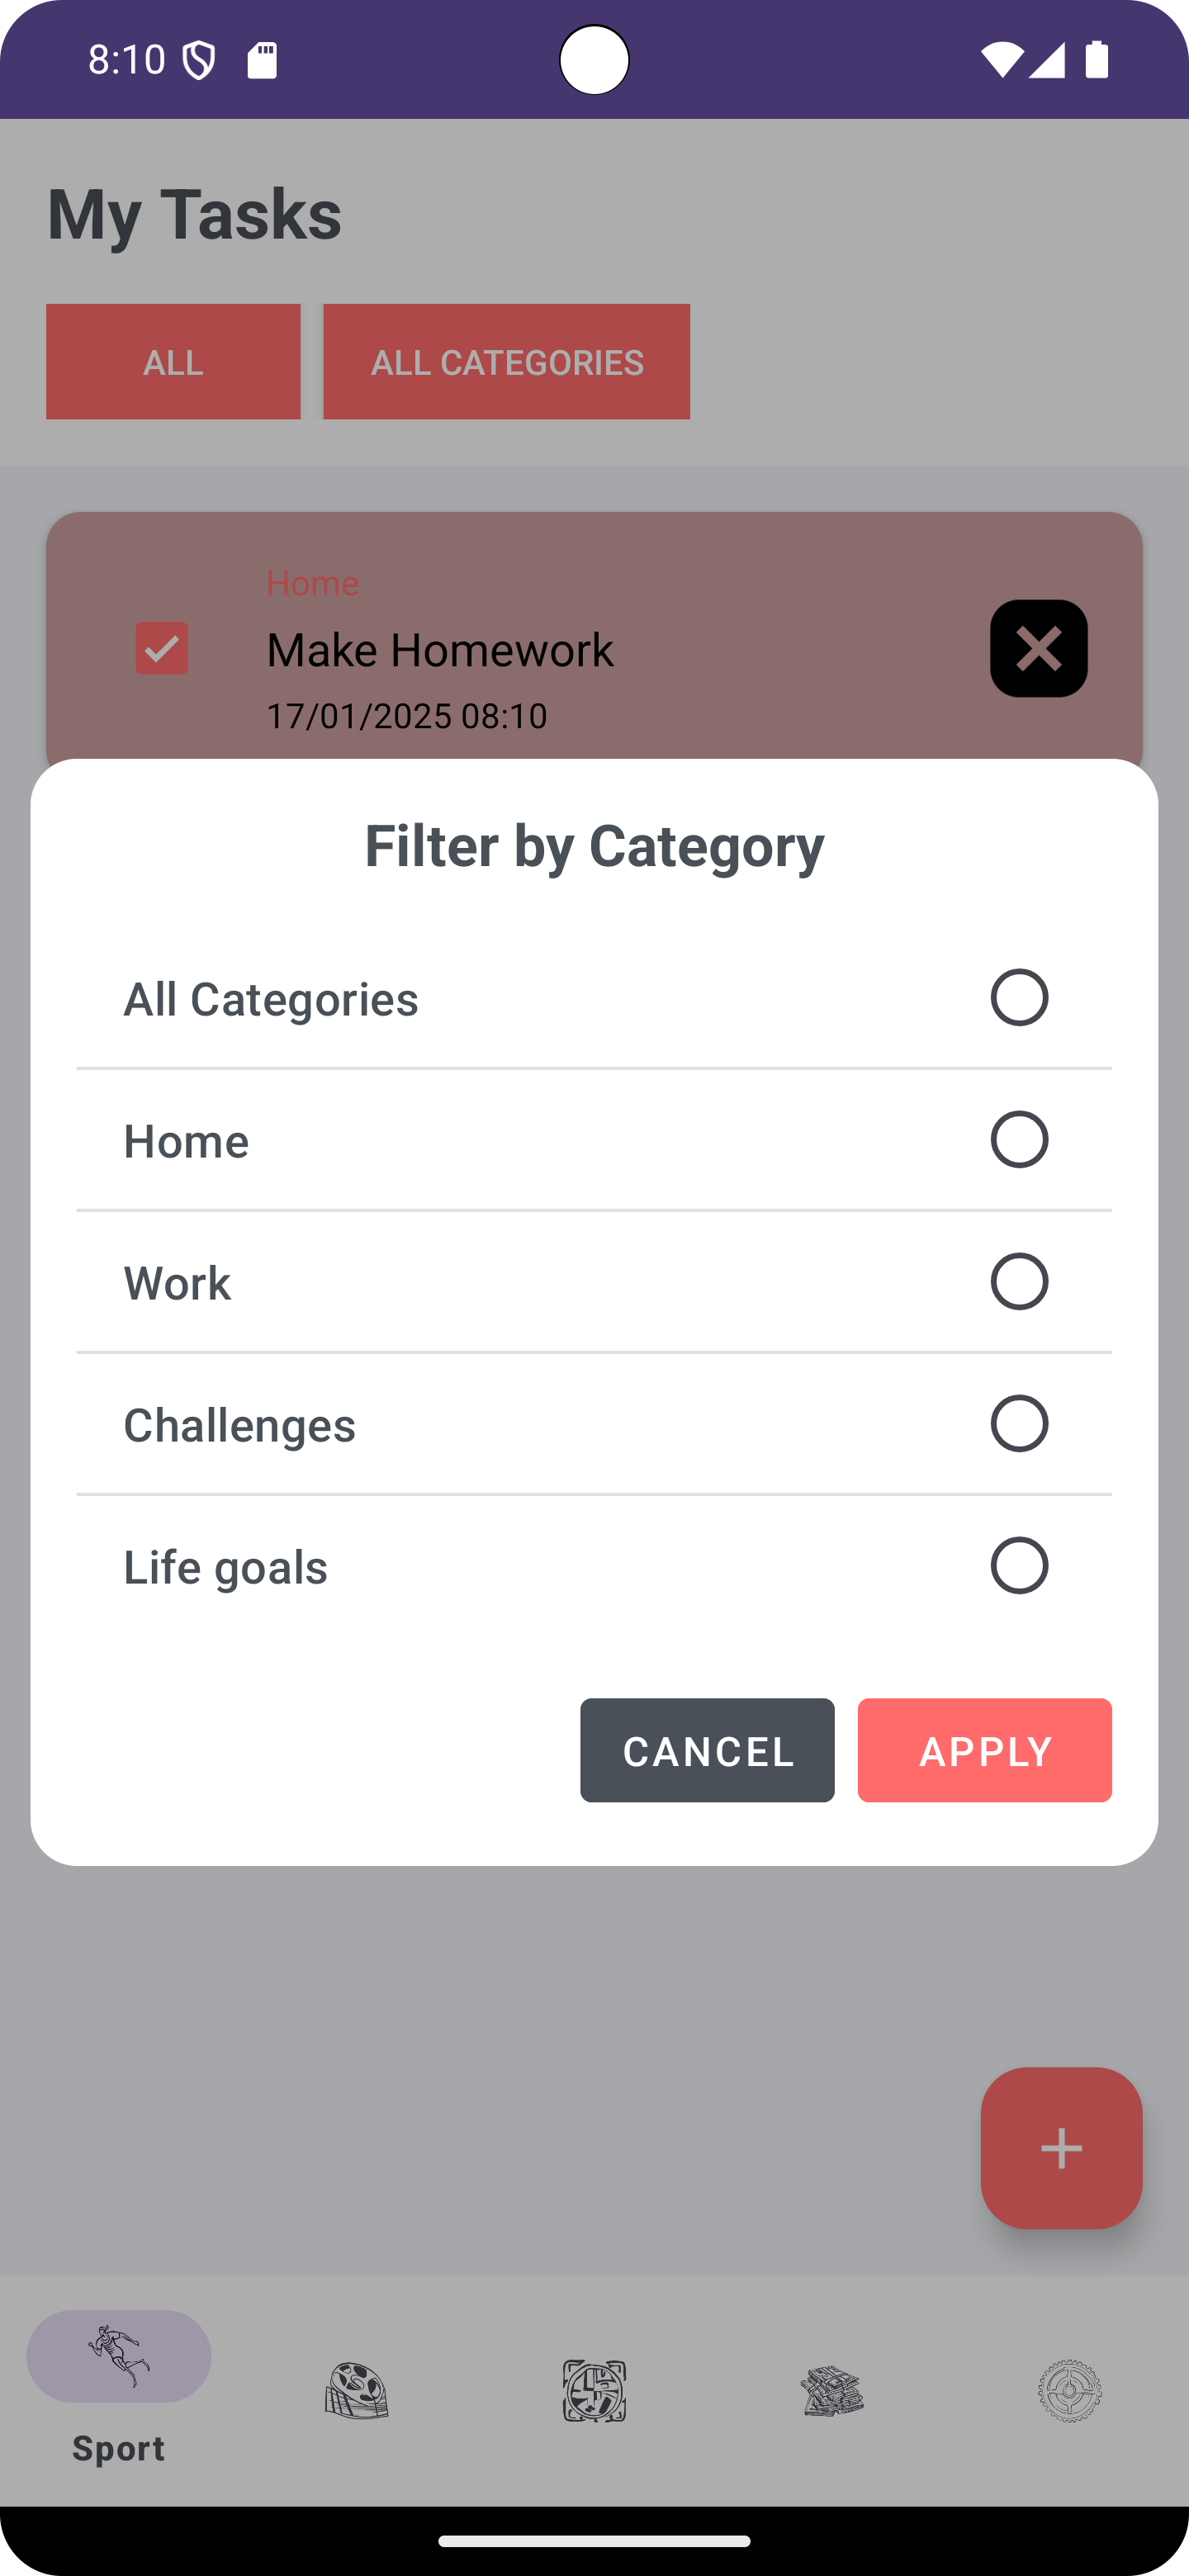 8:10
My Tasks
ALL
ALL CATEGORIES
Home
Make Homework
17/01/2025 08:10
Filter by Category
All Categories
Home
Work
Challenges
Life goals
CANCEL
APPLY
Sport